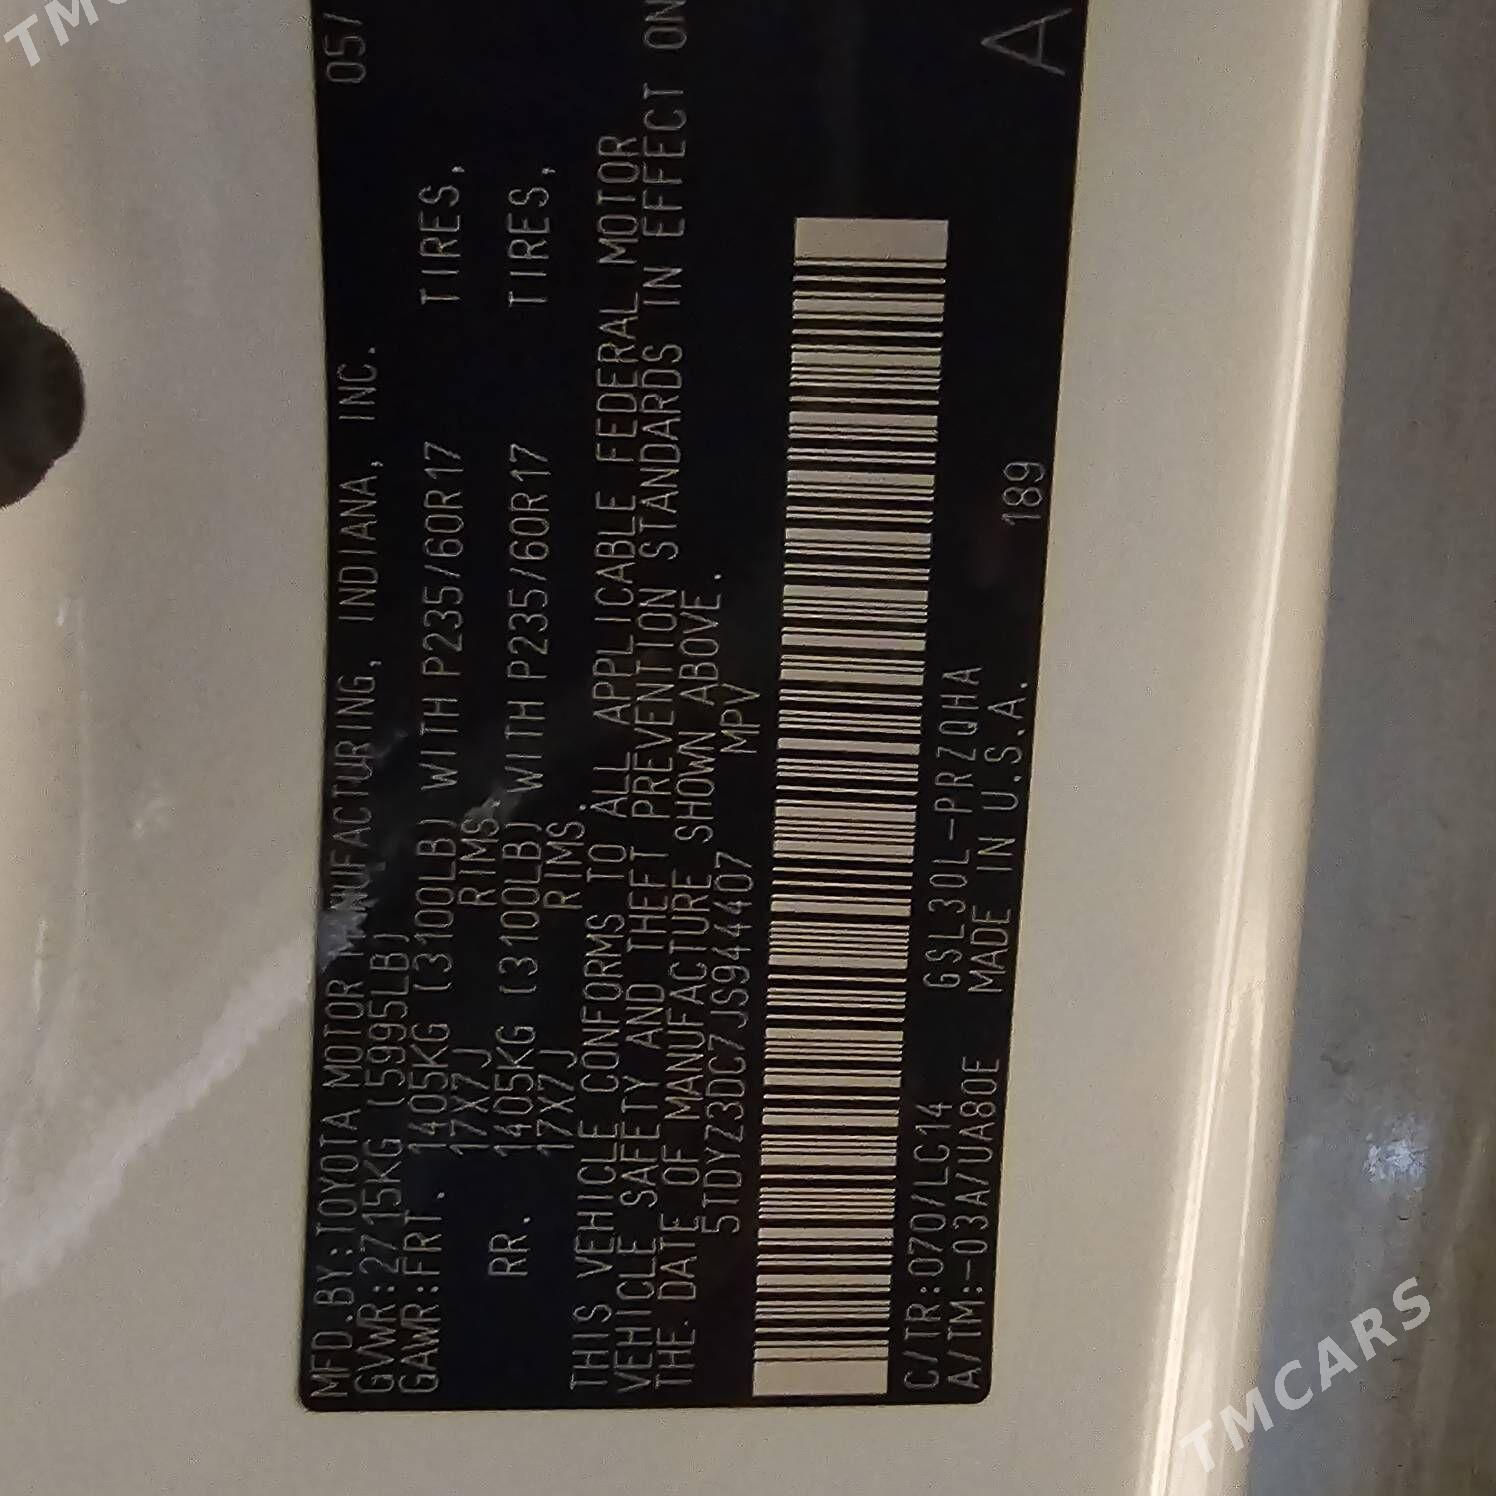 MFD.BY:TOYOTA MOTOR MANUFACTURING, INDIANA, INC. 05/
GVWR:2715KG (5995LB)
GAWR:FRT. 1405KG (3100LB) WITH P235/60R17 TIRES,
17X7J RIMS
RR. 1405KG (3100LB) WITH P235/60R17 TIRES,
17X7J RIMS.
THIS VEHICLE CONFORMS TO ALL APPLICABLE FEDERAL MOTOR
VEHICLE SAFETY AND THEFT PREVENTION STANDARDS IN EFFECT ON
THE DATE OF MANUFACTURE SHOWN ABOVE.
5TDYZ3DC7JS944407 MPV
C/TR:070/LC14 GSL30L-PRZQHA
A/TM:-03A/UA80E MADE IN U.S.A. 189
A
TMCARS